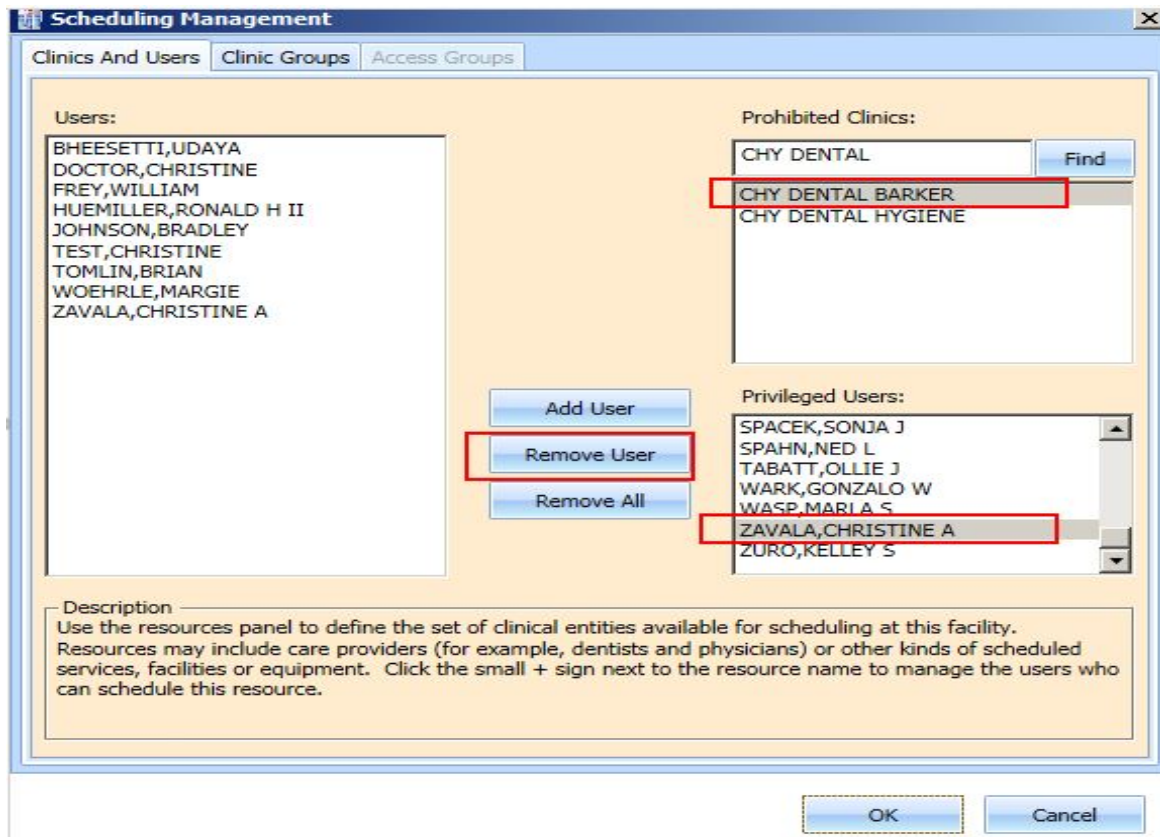 Scheduling Management
Clinics And Users
Clinic Groups
Access Groups
Users:
BHEESETTI,UDAYA
DOCTOR,CHRISTINE
FREY,WILLIAM
HUEMILLER,RONALD H II
JOHNSON,BRADLEY
TEST,CHRISTINE
TOMLIN,BRIAN
WOEHRLE,MARGIE
ZAVALA,CHRISTINE A
Add User
Remove User
Remove All
Prohibited Clinics:
CHY DENTAL
Find
CHY DENTAL BARKER
CHY DENTAL HYGIENE
Privileged Users:
SPACEK,SONJA J
SPAHN,NED L
TABATT,OLLIE J
WARK,GONZALO W
WASP,MARLA S
ZAVALA,CHRISTINE A
ZURO,KELLEY S
Description
Use the resources panel to define the set of clinical entities available for scheduling at this facility.
Resources may include care providers (for example, dentists and physicians) or other kinds of scheduled
services, facilities or equipment.  Click the small + sign next to the resource name to manage the users who
can schedule this resource.
OK
Cancel